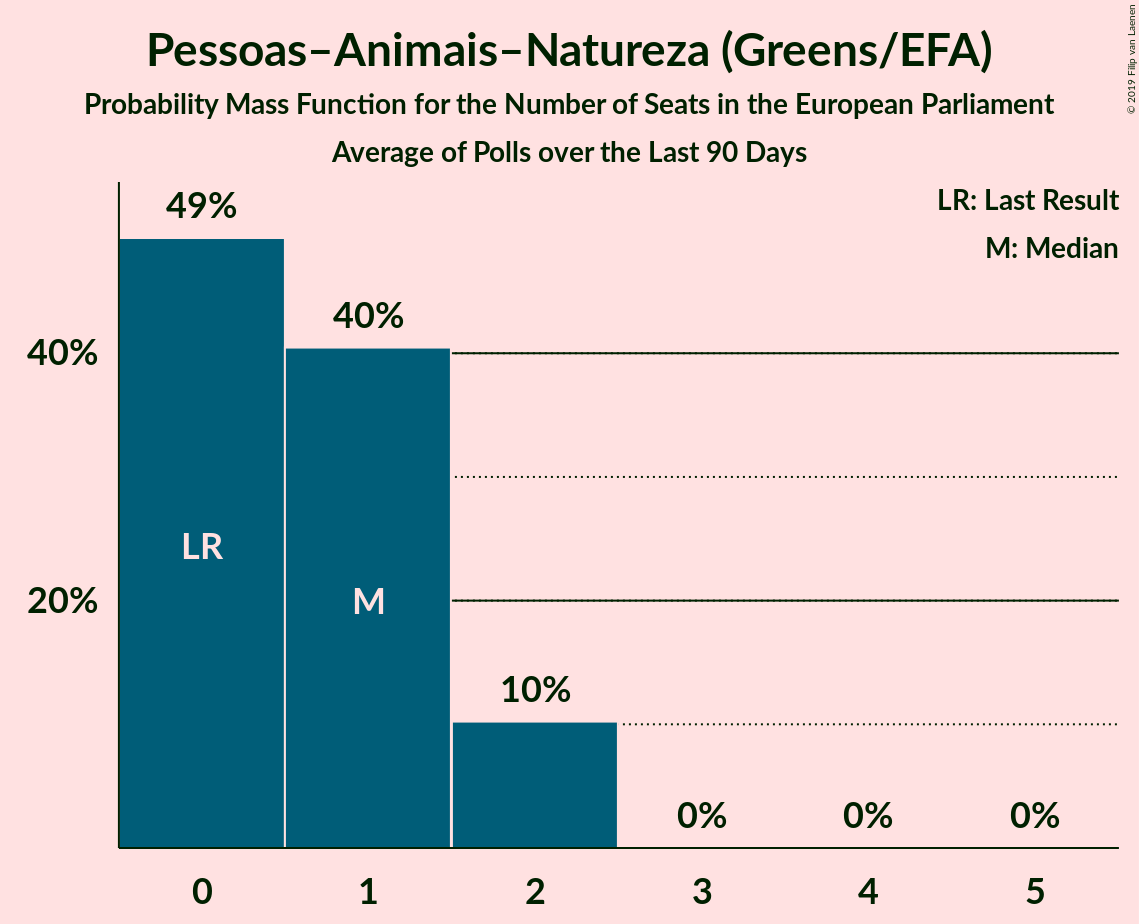 Pessoas–Animais–Natureza (Greens/EFA)
Probability Mass Function for the Number of Seats in the European Parliament
Average of Polls over the Last 90 Days
© 2019 Filip van Laenen
LR: Last Result
M: Median
49%
40%
40%
LR
M
20%
10%
0%
0%
0%
0
1
2
3
4
5